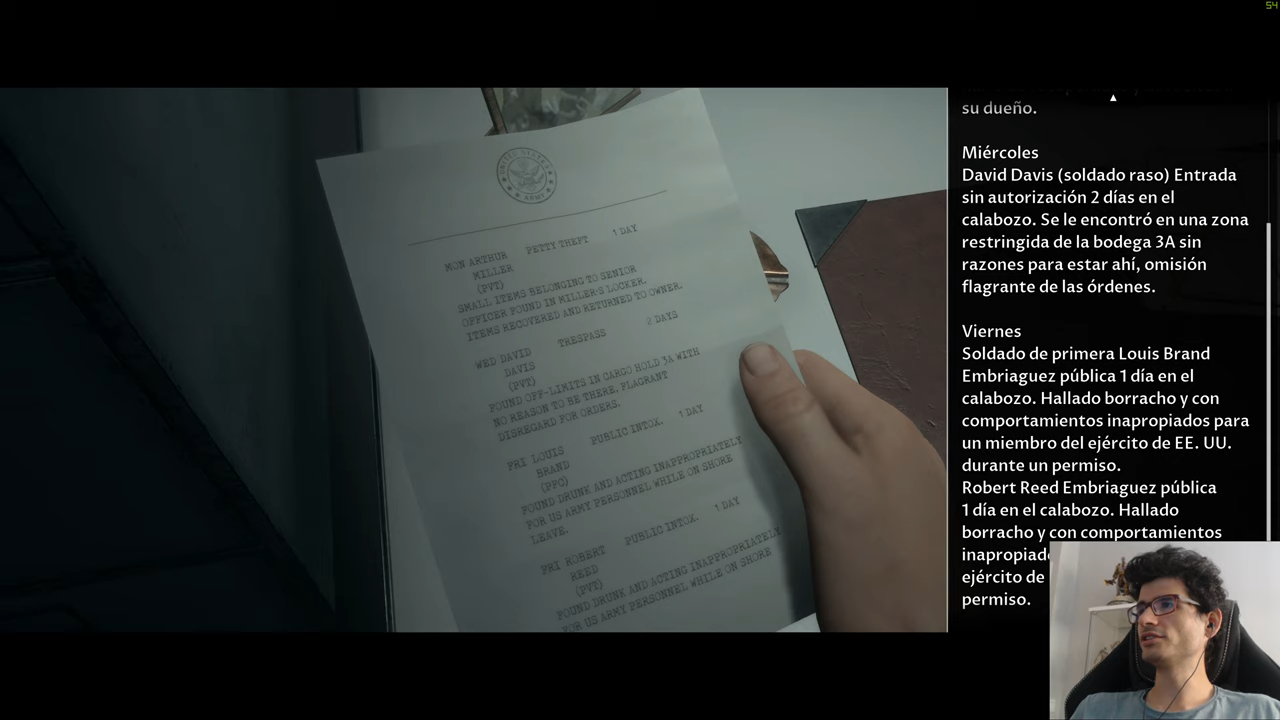 54
UNITED STATES
ARMY
MON ARTHUR PETTY THEFT 1 DAY
MILLER
(PVT)
SMALL ITEMS BELONGING TO SENIOR
OFFICER FOUND IN MILLER'S LOCKER.
ITEMS RECOVERED AND RETURNED TO OWNER.
WED DAVID TRESPASS 2 DAYS
DAVIS
(PVT)
FOUND OFF-LIMITS IN CARGO HOLD 3A WITH
NO REASON TO BE THERE, FLAGRANT
DISREGARD FOR ORDERS.
FRI LOUIS PUBLIC INTOX. 1 DAY
BRAND
(PFC)
FOUND DRUNK AND ACTING INAPPROPRIATELY
FOR US ARMY PERSONNEL WHILE ON SHORE
LEAVE.
FRI ROBERT PUBLIC INTOX. 1 DAY
REED
(PVT)
FOUND DRUNK AND ACTING INAPPROPRIATELY
FOR US ARMY PERSONNEL WHILE ON SHORE
su dueño.
Miércoles
David Davis (soldado raso) Entrada
sin autorización 2 días en el
calabozo. Se le encontró en una zona
restringida de la bodega 3A sin
razones para estar ahí, omisión
flagrante de las órdenes.
Viernes
Soldado de primera Louis Brand
Embriaguez pública 1 día en el
calabozo. Hallado borracho y con
comportamientos inapropiados para
un miembro del ejército de EE. UU.
durante un permiso.
Robert Reed Embriaguez pública
1 día en el calabozo. Hallado
borracho y con comportamientos
ejército de
permiso.